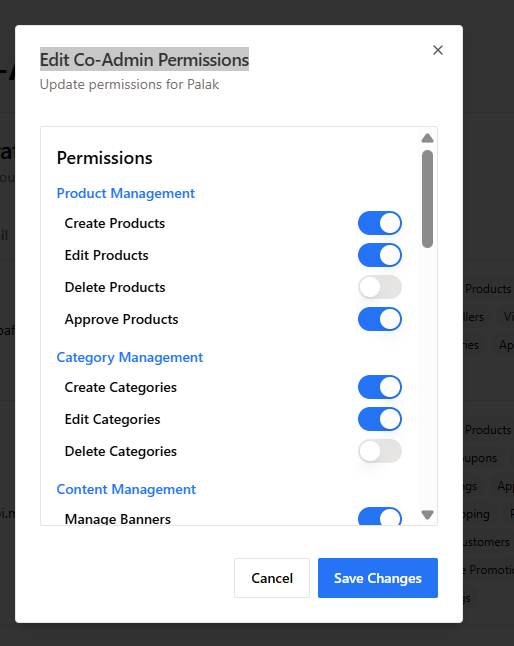 Edit Co-Admin Permissions
Update permissions for Palak
Permissions
Product Management
Create Products
Edit Products
Delete Products
Approve Products
Category Management
Create Categories
Edit Categories
Delete Categories
Content Management
Manage Banners
Cancel
Save Changes
Products